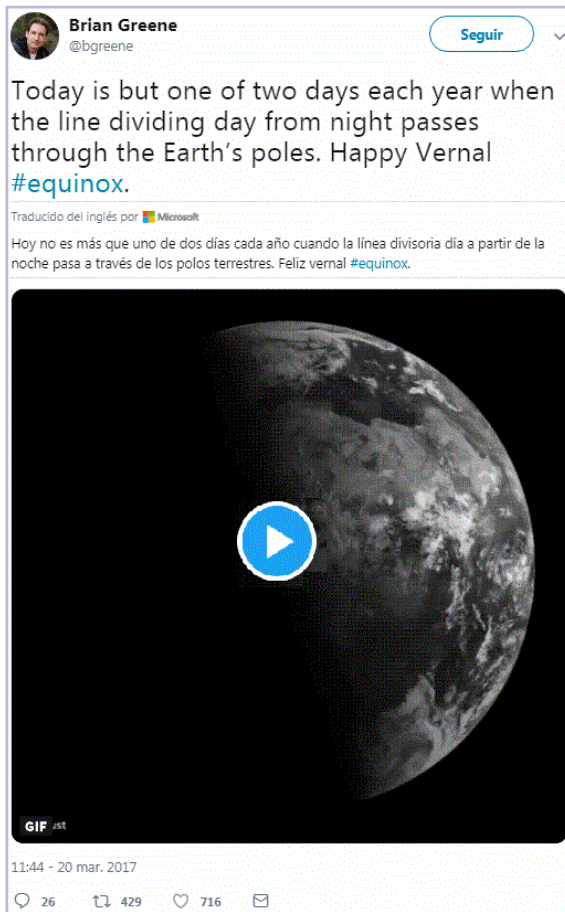 Brian Greene
@bgreene
Seguir
Today is but one of two days each year when
the line dividing day from night passes
through the Earth's poles. Happy Vernal
#equinox.
Traducido del inglés por Microsoft
Hoy no es más que uno de dos días cada año cuando la línea divisoria día a partir de la
noche pasa a través de los polos terrestres. Feliz vernal #equinox.
GIF
11:44 - 20 mar. 2017
26 429 716